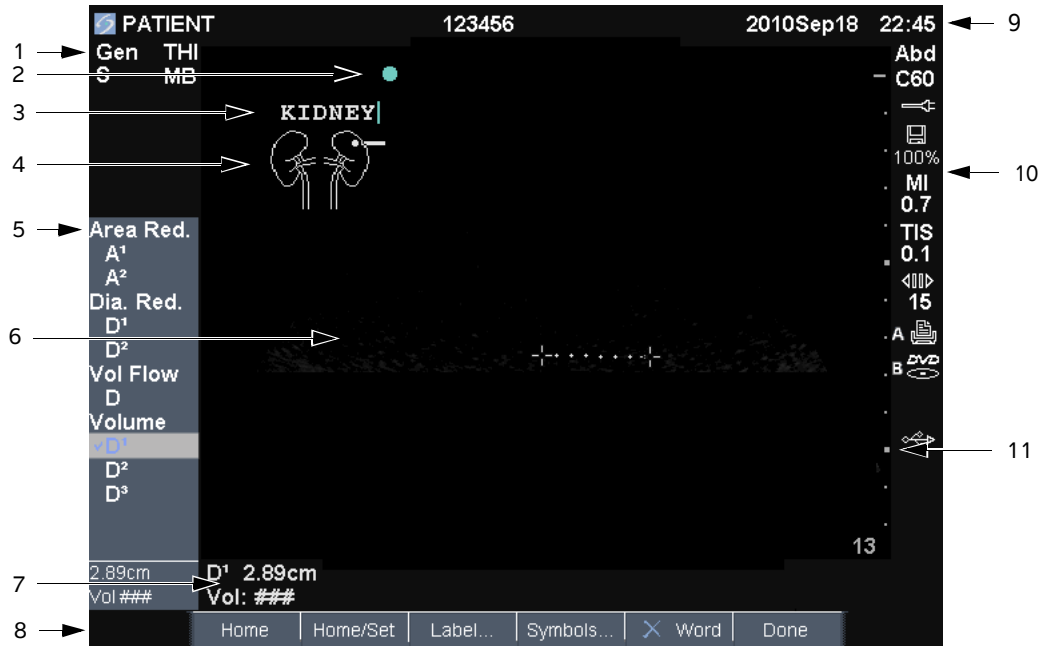 PATIENT 123456 2010Sep18 22:45 9
1 Gen THI Abd
2 S MB C60
3 KIDNEY
100%
4 10
MI
0.7
5 Area Red. TIS
A¹ 0.1
A²
Dia. Red. 15
D¹
6 A
D²
Vol Flow B DVD
D
Volume
✓D¹ 11
D²
D³
13
2.89cm D¹ 2.89cm
7
Vol ### Vol: ###
8 Home Home/Set Label... Symbols... X Word Done